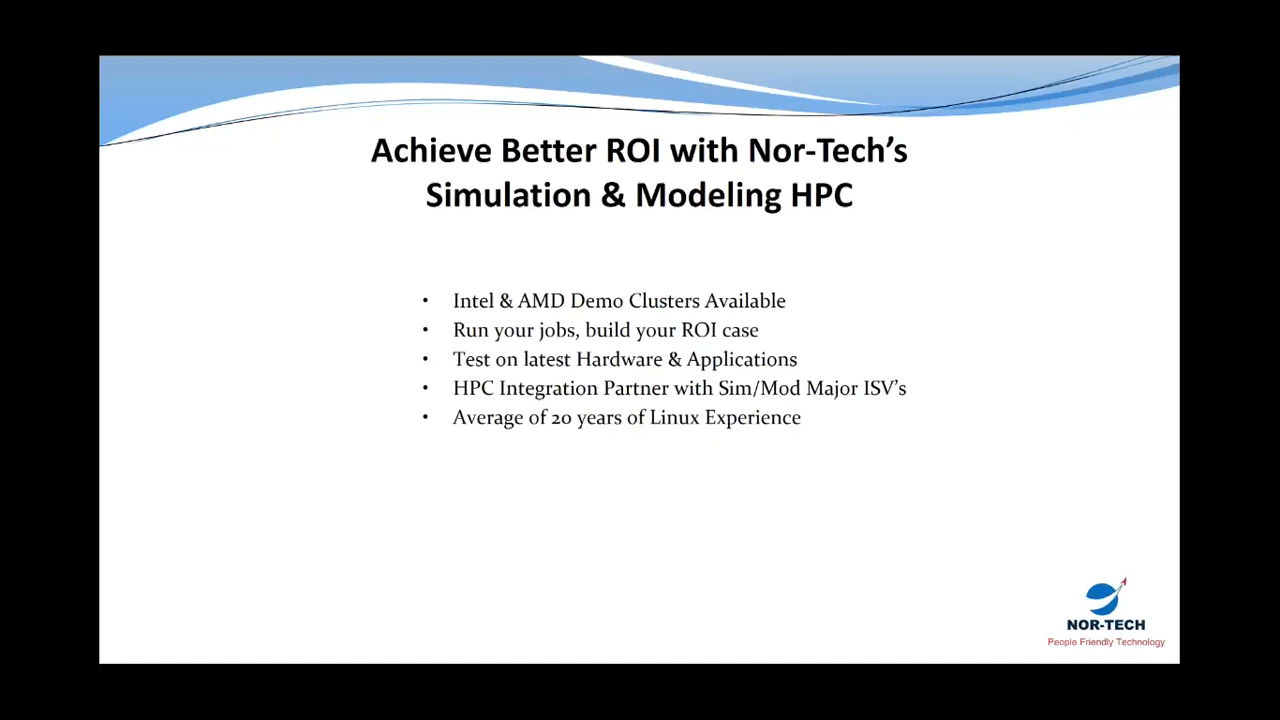 Achieve Better ROI with Nor-Tech's
Simulation & Modeling HPC
• Intel & AMD Demo Clusters Available
• Run your jobs, build your ROI case
• Test on latest Hardware & Applications
• HPC Integration Partner with Sim/Mod Major ISV's
• Average of 20 years of Linux Experience
NOR-TECH
People Friendly Technology